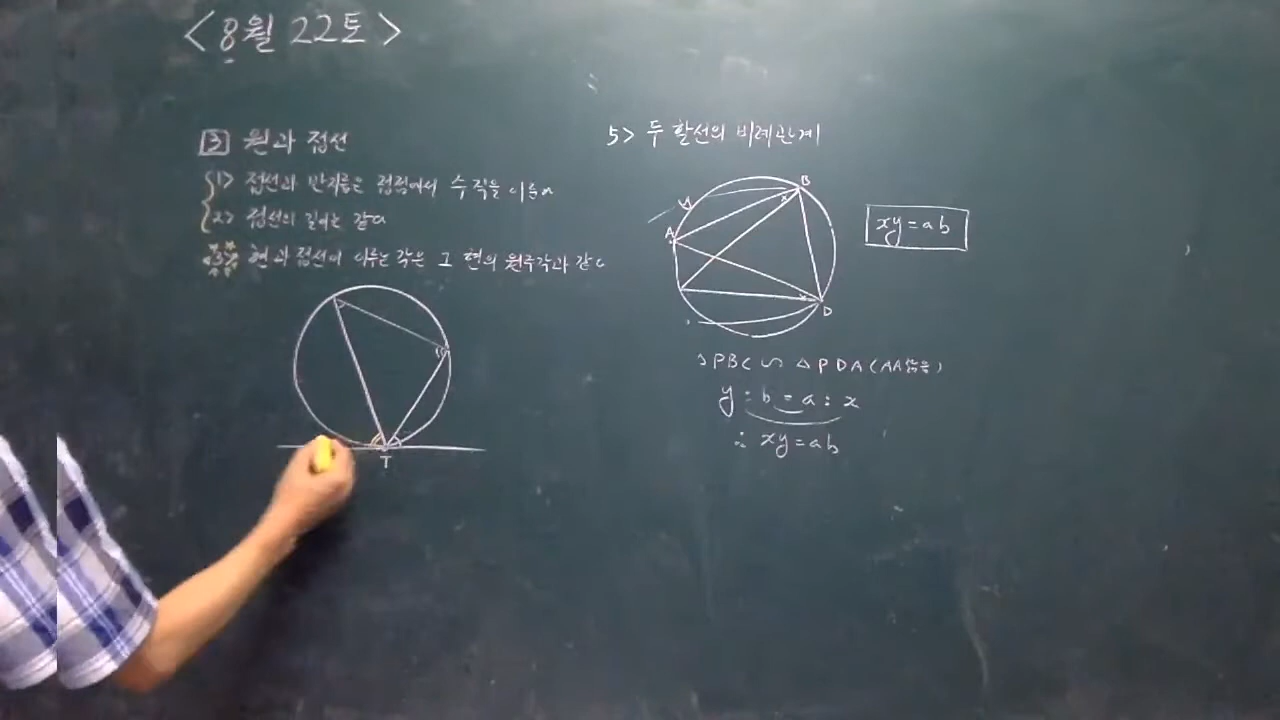 <8월 22토>
3 원과 접선
1> 접선과 반지름은 접점에서 수직을 이룬다
2> 접선의 길이는 같다
3> 현과 접선이 이루는 각은 그 현의 원주각과 같다
T
5> 두 할선의 비례관계
B
A
D
xy=ab
PBC ∽ △PDA (AA닮음)
y : b = a : x
∴ xy=ab